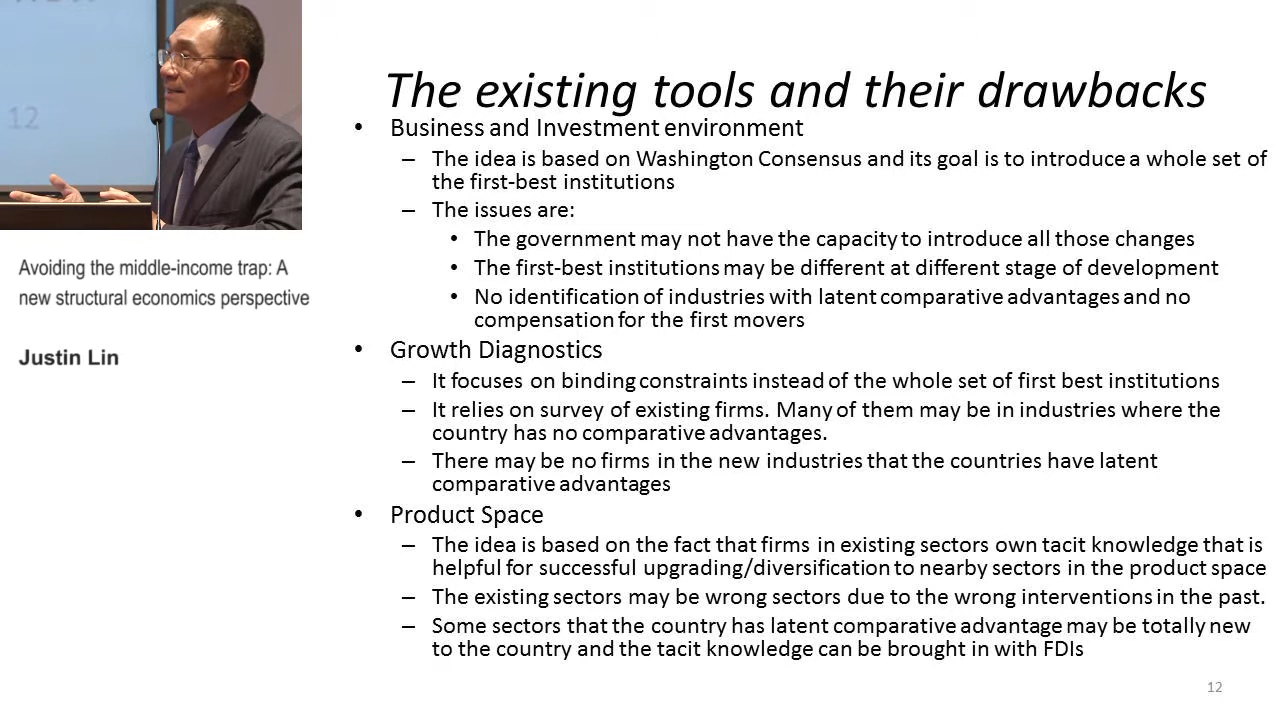 The existing tools and their drawbacks
• Business and Investment environment
– The idea is based on Washington Consensus and its goal is to introduce a whole set of
the first-best institutions
– The issues are:
• The government may not have the capacity to introduce all those changes
• The first-best institutions may be different at different stage of development
• No identification of industries with latent comparative advantages and no
compensation for the first movers
• Growth Diagnostics
– It focuses on binding constraints instead of the whole set of first best institutions
– It relies on survey of existing firms. Many of them may be in industries where the
country has no comparative advantages.
– There may be no firms in the new industries that the countries have latent
comparative advantages
• Product Space
– The idea is based on the fact that firms in existing sectors own tacit knowledge that is
helpful for successful upgrading/diversification to nearby sectors in the product space
– The existing sectors may be wrong sectors due to the wrong interventions in the past.
– Some sectors that the country has latent comparative advantage may be totally new
to the country and the tacit knowledge can be brought in with FDIs
12
12
Avoiding the middle-income trap: A
new structural economics perspective
Justin Lin